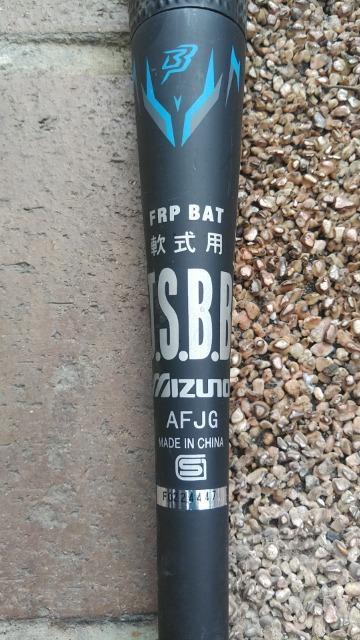 FRP BAT
軟式用
J.S.B.B.
MIZUNO
AFJG
MADE IN CHINA
S